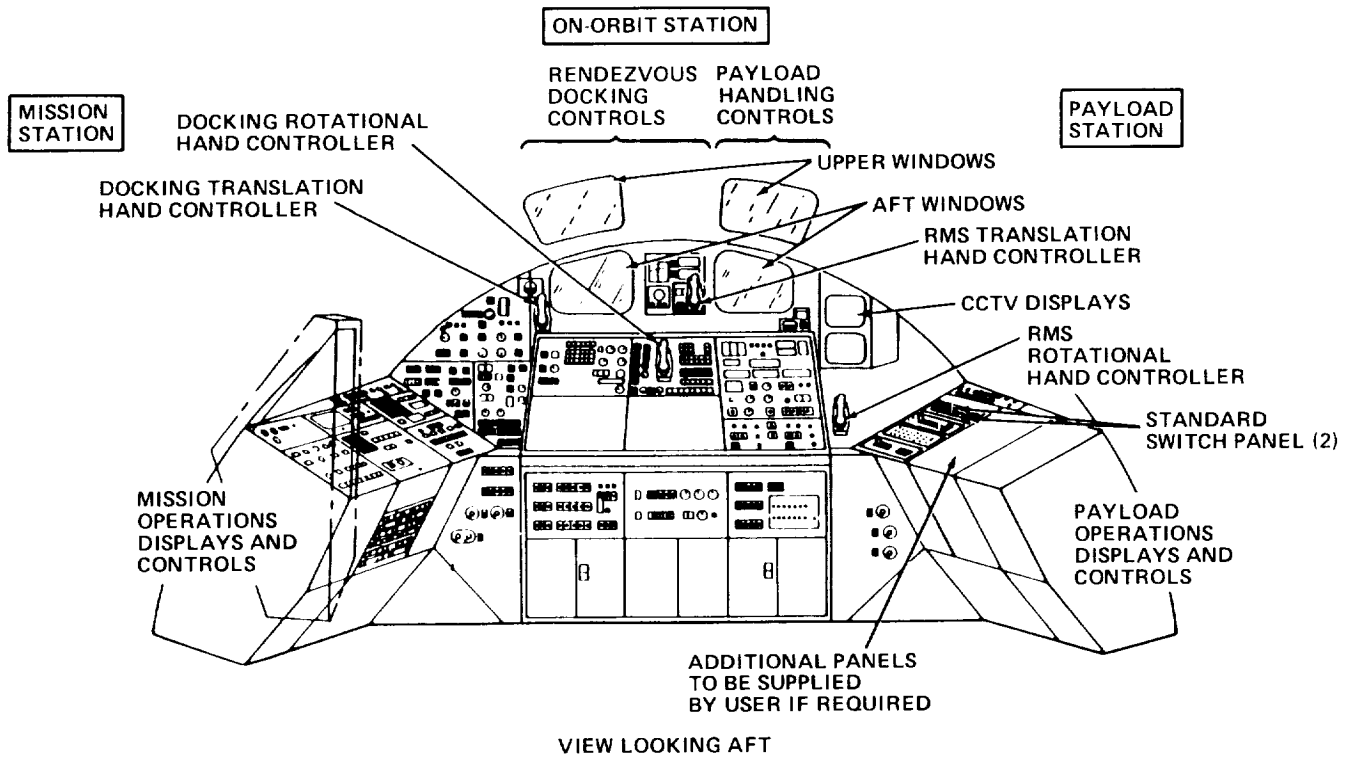 ON-ORBIT STATION
MISSION
STATION
DOCKING ROTATIONAL
HAND CONTROLLER
DOCKING TRANSLATION
HAND CONTROLLER
RENDEZVOUS
DOCKING
CONTROLS
PAYLOAD
HANDLING
CONTROLS
PAYLOAD
STATION
UPPER WINDOWS
AFT WINDOWS
RMS TRANSLATION
HAND CONTROLLER
CCTV DISPLAYS
RMS
ROTATIONAL
HAND CONTROLLER
STANDARD
SWITCH PANEL (2)
MISSION
OPERATIONS
DISPLAYS AND
CONTROLS
PAYLOAD
OPERATIONS
DISPLAYS AND
CONTROLS
ADDITIONAL PANELS
TO BE SUPPLIED
BY USER IF REQUIRED
VIEW LOOKING AFT